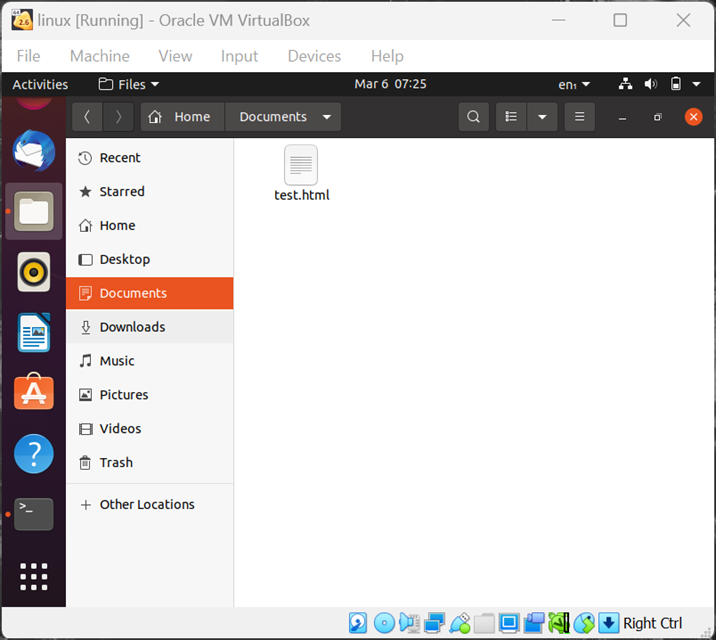 linux [Running] - Oracle VM VirtualBox
File Machine View Input Devices Help
Activities Files Mar 6 07:25 en₁
Home Documents
Recent
test.html
Starred
Home
Desktop
Documents
Downloads
Music
Pictures
Videos
Trash
Other Locations
Right Ctrl